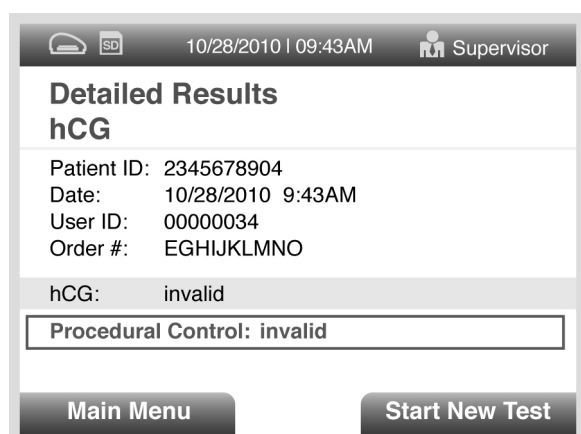 SD 10/28/2010 | 09:43AM Supervisor
Detailed Results
hCG
Patient ID: 2345678904
Date: 10/28/2010 9:43AM
User ID: 00000034
Order #: EGHIJKLMNO
hCG: invalid
Procedural Control: invalid
Main Menu Start New Test